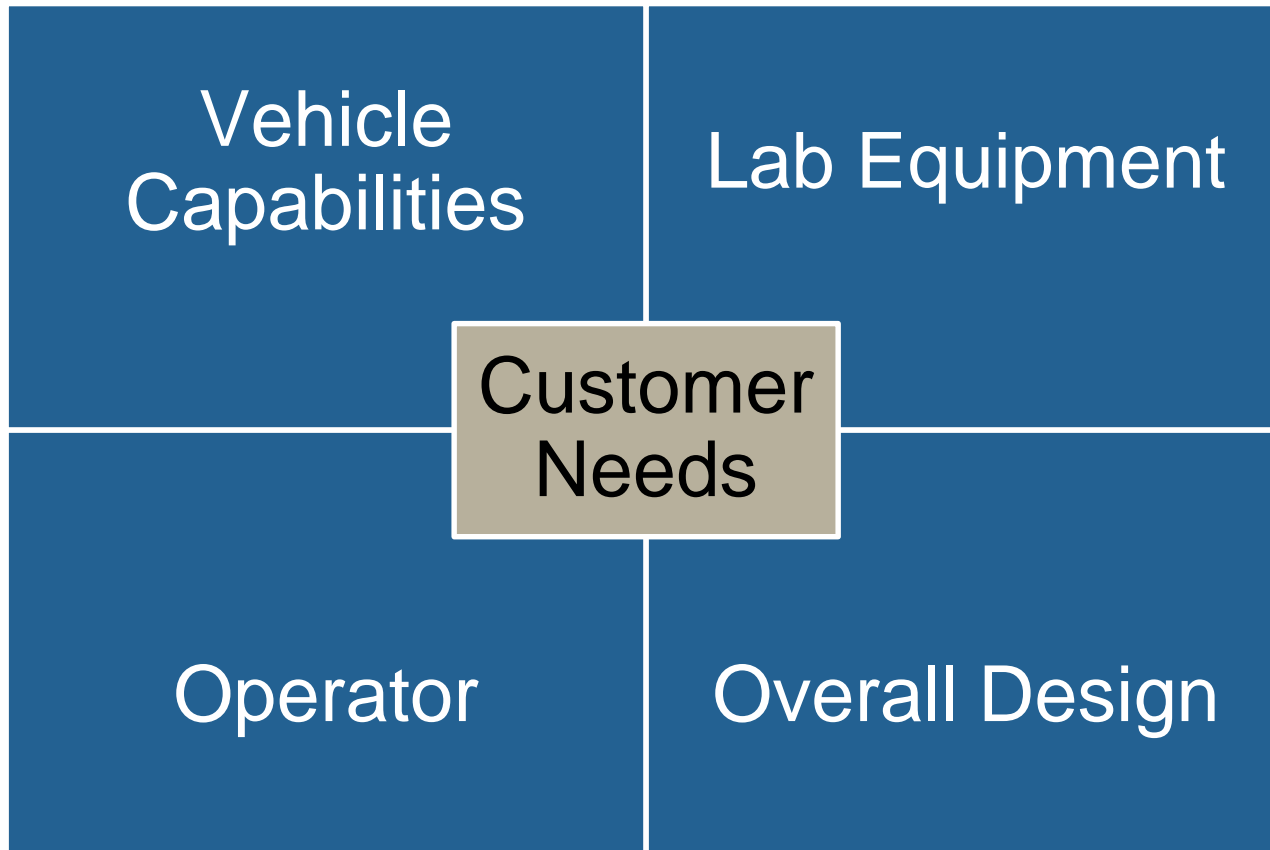 Vehicle
Capabilities
Lab Equipment
Customer
Needs
Operator
Overall Design